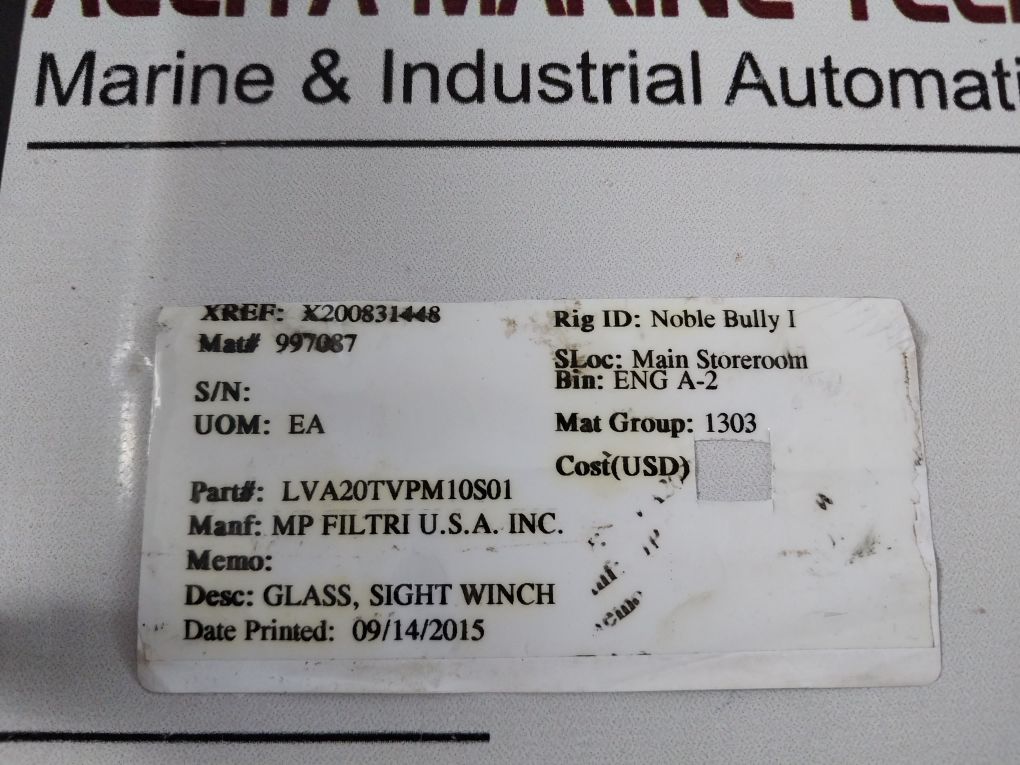 Marine & Industrial
XREF: X200831448
Mat# 997087
S/N:
UOM: EA
Part#: LVA20TVPM10S01
Manf: MP FILTRI U.S.A. INC.
Memo:
Desc: GLASS, SIGHT WINCH
Date Printed: 09/14/2015
Rig ID: Noble Bully I
SLoc: Main Storeroom
Bin: ENG A-2
Mat Group: 1303
Cost(USD)